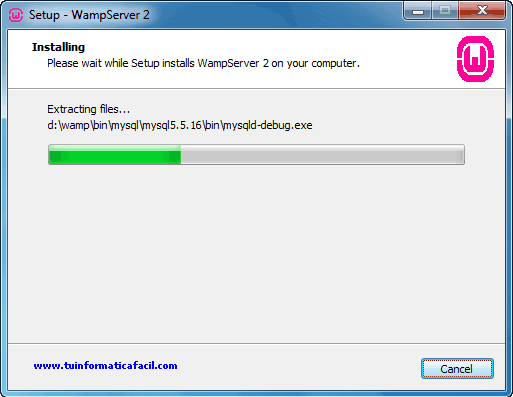 Setup - WampServer 2
Installing
Please wait while Setup installs WampServer 2 on your computer.
Extracting files...
d:\wamp\bin\mysql\mysql5.5.16\bin\mysqld-debug.exe
www.tuinformaticafacil.com
Cancel